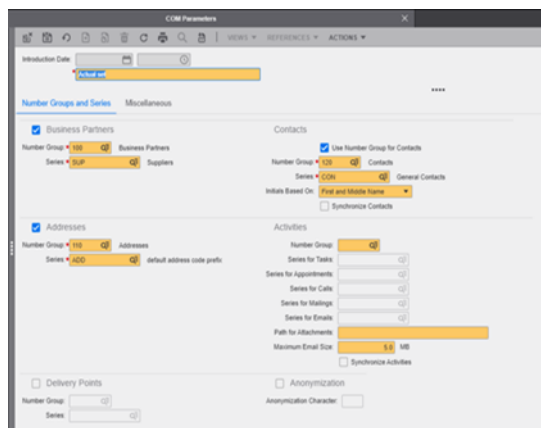 COM Parameters
VIEWS REFERENCES ACTIONS
Introduction Date:
Actual set
Number Groups and Series Miscellaneous
Business Partners
Number Group: 100 Business Partners
Series: SUP Suppliers
Contacts
Use Number Group for Contacts
Number Group: 120 Contacts
Series: CON General Contacts
Initials Based On: First and Middle Name
Synchronize Contacts
Addresses
Number Group: 110 Addresses
Series: ADD default address code prefix
Activities
Number Group:
Series for Tasks:
Series for Appointments:
Series for Calls:
Series for Mailings:
Series for Emails:
Path for Attachments:
Maximum Email Size: 5.0 MB
Synchronize Activities
Delivery Points
Number Group:
Series:
Anonymization
Anonymization Character: